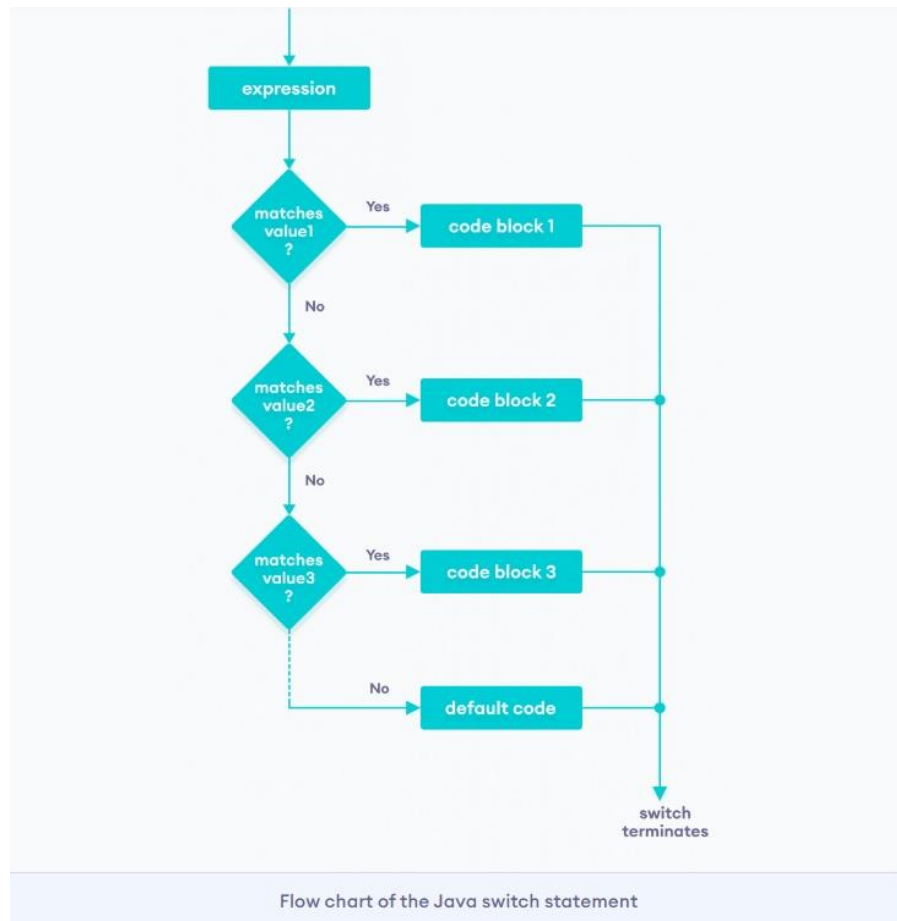 expression
matches
value1
?
Yes
code block 1
No
matches
value2
?
Yes
code block 2
No
matches
value3
?
Yes
code block 3
No
default code
switch
terminates
Flow chart of the Java switch statement